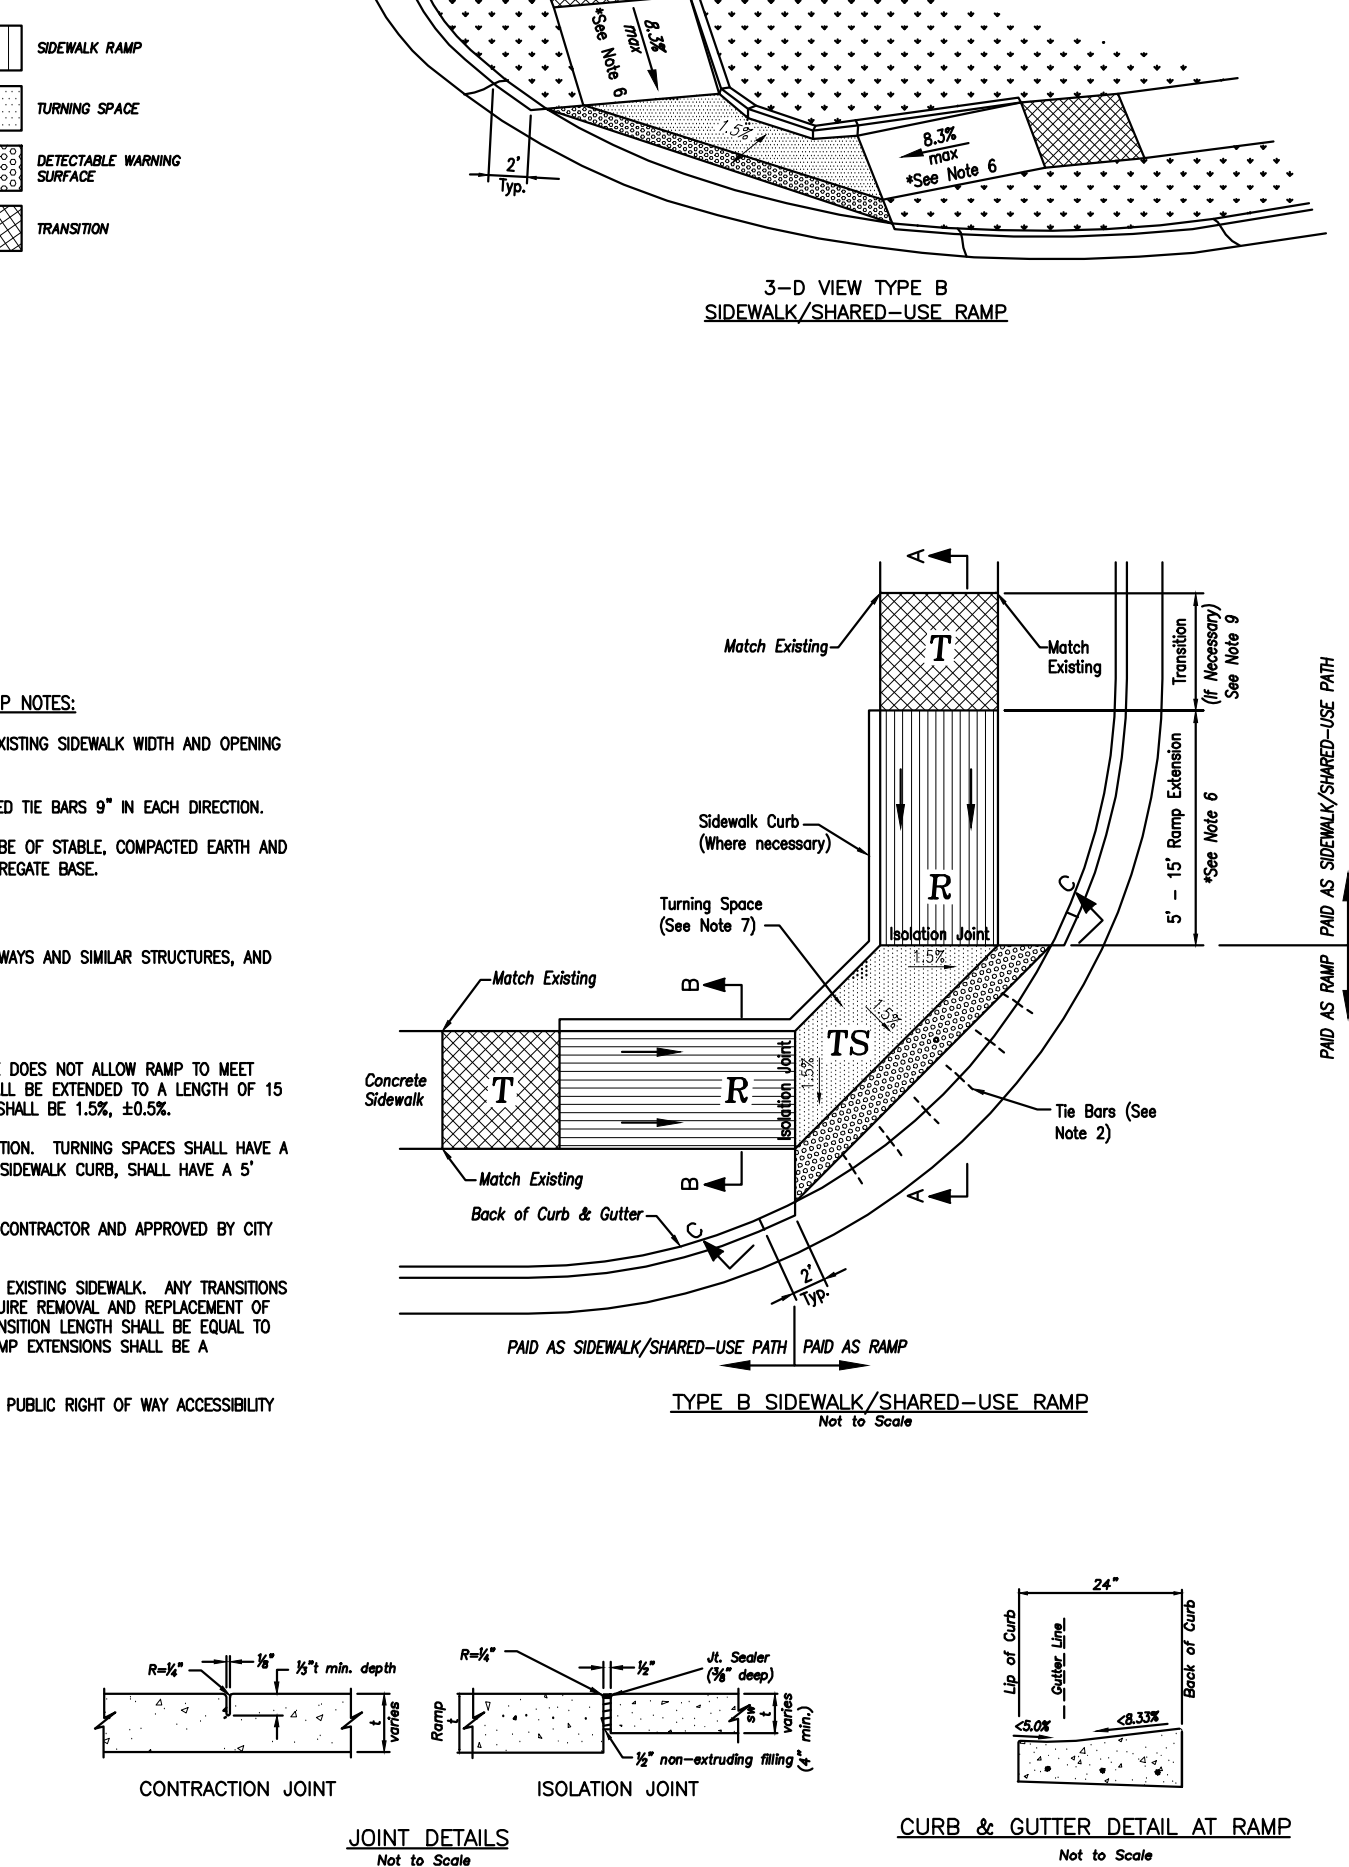 SIDEWALK RAMP
TURNING SPACE
DETECTABLE WARNING
SURFACE
TRANSITION
8.3%
max
*See Note 6
1.5%
8.3%
max
*See Note 6
2'
Typ.
3-D VIEW TYPE B
SIDEWALK/SHARED-USE RAMP
P NOTES:
XISTING SIDEWALK WIDTH AND OPENING
ED TIE BARS 9" IN EACH DIRECTION.
BE OF STABLE, COMPACTED EARTH AND
REGATE BASE.
WAYS AND SIMILAR STRUCTURES, AND
E DOES NOT ALLOW RAMP TO MEET
LL BE EXTENDED TO A LENGTH OF 15
SHALL BE 1.5%, ±0.5%.
TION. TURNING SPACES SHALL HAVE A
SIDEWALK CURB, SHALL HAVE A 5'
CONTRACTOR AND APPROVED BY CITY
EXISTING SIDEWALK. ANY TRANSITIONS
UIRE REMOVAL AND REPLACEMENT OF
NSITION LENGTH SHALL BE EQUAL TO
MP EXTENSIONS SHALL BE A
PUBLIC RIGHT OF WAY ACCESSIBILITY
A
Match Existing
T
Match
Existing
Transition
(If Necessary)
See Note 9
Sidewalk Curb
(Where necessary)
5' - 15' Ramp Extension
*See Note 6
PAID AS SIDEWALK/SHARED-USE PATH
PAID AS RAMP
R
C
Turning Space
(See Note 7)
Isolation Joint
1.5%
Match Existing
B
1.5%
TS
1.5%
Isolation Joint
Concrete
Sidewalk
T
R
Tie Bars (See
Note 2)
Match Existing
B
A
Back of Curb & Gutter
C
2'
Typ.
PAID AS SIDEWALK/SHARED-USE PATH
PAID AS RAMP
TYPE B SIDEWALK/SHARED-USE RAMP
Not to Scale
R=¼"
⅛"
⅓"t min. depth
t
varies
CONTRACTION JOINT
R=¼"
½"
Jt. Sealer
(⅜" deep)
Ramp
t
sw
t
varies
(4" min.)
½" non-extruding filling
ISOLATION JOINT
JOINT DETAILS
Not to Scale
24"
Lip of Curb
Gutter Line
Back of Curb
<5.0%
<8.33%
CURB & GUTTER DETAIL AT RAMP
Not to Scale